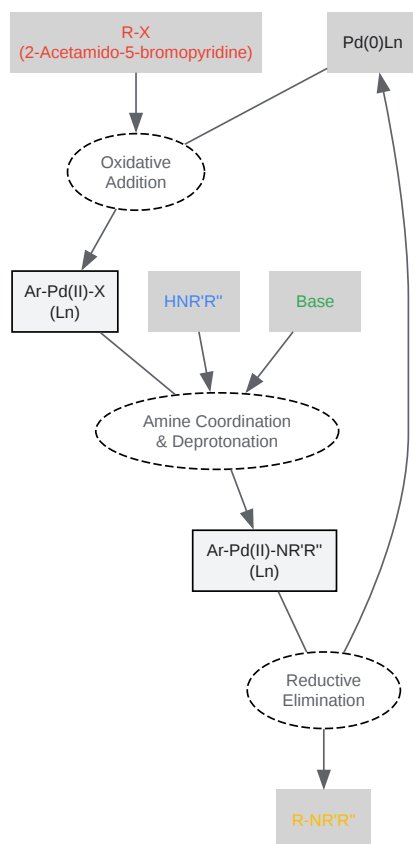 R-X
(2-Acetamido-5-bromopyridine)
Pd(0)Ln
Oxidative
Addition
Ar-Pd(II)-X
(Ln)
HNR'R''
Base
Amine Coordination
& Deprotonation
Ar-Pd(II)-NR'R''
(Ln)
Reductive
Elimination
R-NR'R''